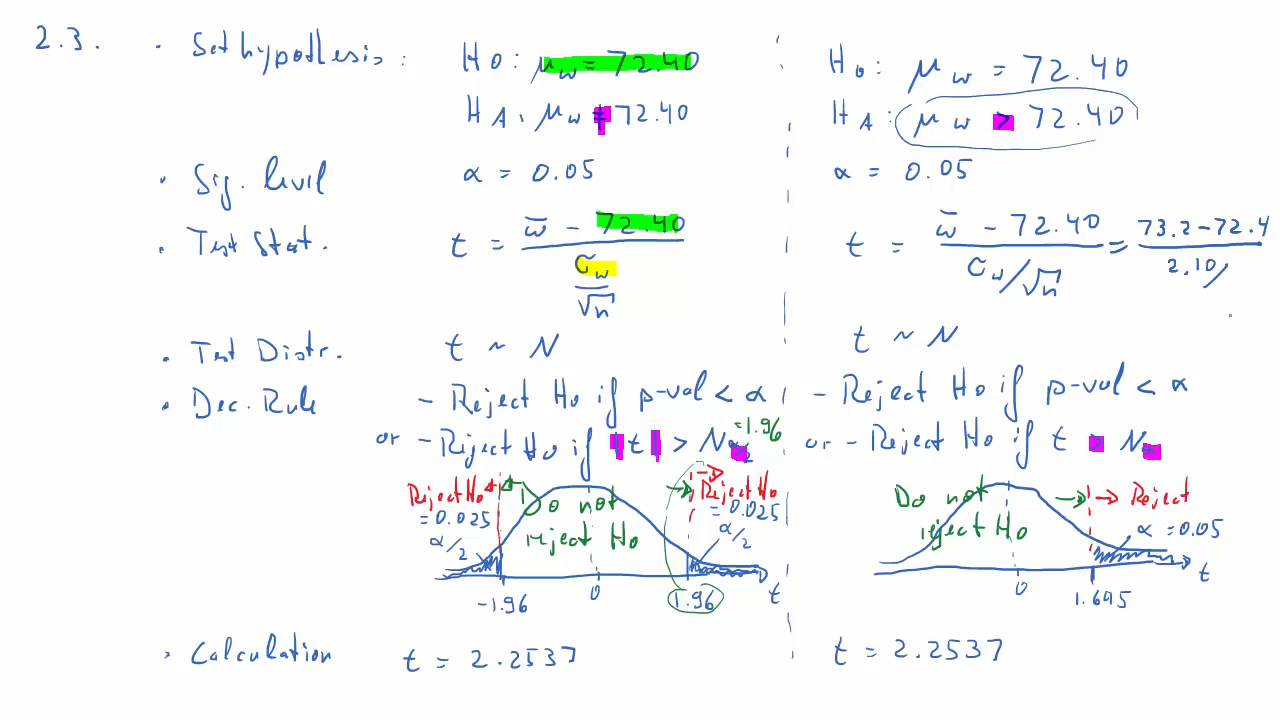 2.3. · Set hypothesis: H0: μw = 72.40 H0: μw = 72.40
HA: μw ≠ 72.40 HA: μw > 72.40
· Sig. level α = 0.05 α = 0.05
· Test Stat. t = (w̄ − 72.40) / (σw / √n) t = (w̄ − 72.40) / (σw/√n) = (73.2 − 72.4) / (2.10/
· Test Distr. t ~ N t ~ N
· Dec. Rule – Reject H0 if p-val < α – Reject H0 if p-val < α
or – Reject H0 if |t| > Nα/2 = 1.96 or – Reject H0 if t > Nα
Reject H0 Do not Reject H0 Do not Reject
= 0.025 reject H0 = 0.025 reject H0 α = 0.05
α/2 α/2
-1.96 0 1.96 t 0 1.645 t
· Calculation t = 2.2537 t = 2.2537